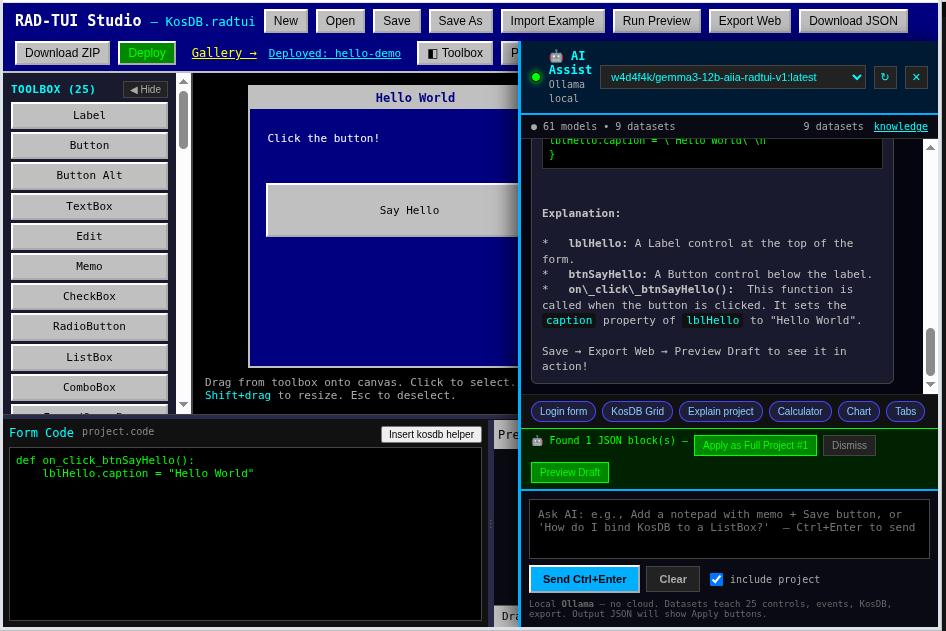 RAD-TUI Studio — KosDB.radtui
New
Open
Save
Save As
Import Example
Run Preview
Export Web
Download JSON
Download ZIP
Deploy
Gallery →
Deployed: hello-demo
◧ Toolbox
P
TOOLBOX (25)
◀ Hide
Label
Button
Button Alt
TextBox
Edit
Memo
CheckBox
RadioButton
ListBox
ComboBox
Hello World
Click the button!
Say Hello
Drag from toolbox onto canvas. Click to select.
Shift+drag to resize. Esc to deselect.
Form Code project.code
Insert kosdb helper
def on_click_btnSayHello():
    lblHello.caption = "Hello World"
Pre
Dra
🤖 AI
Assist
Ollama
local
w4d4f4k/gemma3-12b-aiia-radtui-v1:latest
↻
✕
● 61 models • 9 datasets
9 datasets knowledge
lblHello.caption = \"Hello World\"\n
}
Explanation:
*   lblHello: A Label control at the top of the
form.
*   btnSayHello: A Button control below the label.
*   on\_click\_btnSayHello():  This function is
called when the button is clicked. It sets the
caption property of lblHello to "Hello World".
Save → Export Web → Preview Draft to see it in
action!
Login form
KosDB Grid
Explain project
Calculator
Chart
Tabs
🤖 Found 1 JSON block(s) —
Apply as Full Project #1
Dismiss
Preview Draft
Ask AI: e.g., Add a notepad with memo + Save button, or
'How do I bind KosDB to a ListBox?'  — Ctrl+Enter to send
Send Ctrl+Enter
Clear
include project
Local Ollama — no cloud. Datasets teach 25 controls, events, KosDB,
export. Output JSON will show Apply buttons.